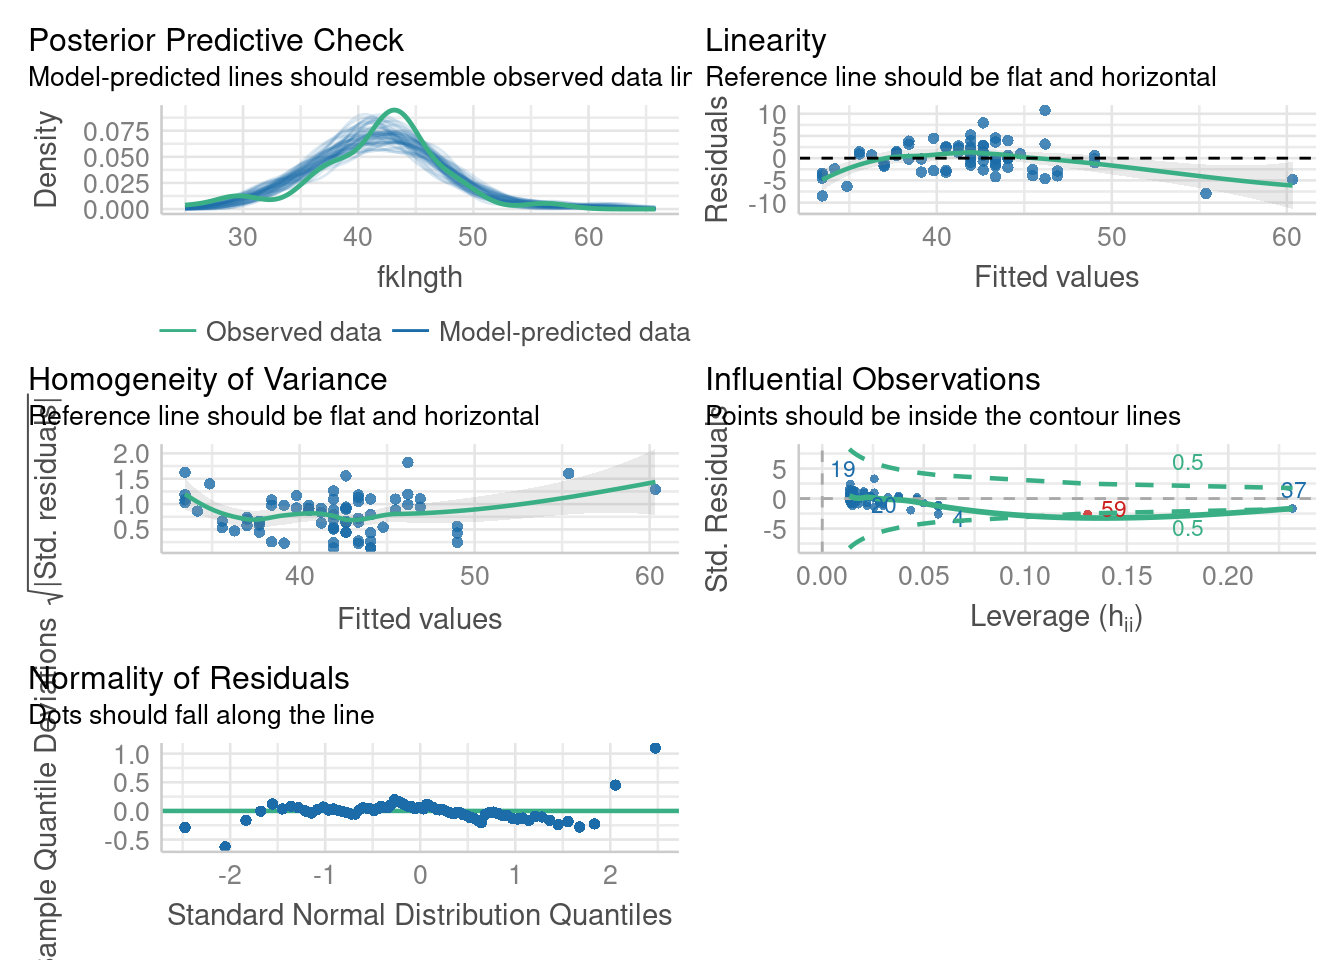 Posterior Predictive Check
Model-predicted lines should resemble observed data lin
Density
0.075
0.050
0.025
0.000
30 40 50 60
fklngth
Observed data Model-predicted data
Linearity
Reference line should be flat and horizontal
Residuals
10
5
0
-5
-10
40 50 60
Fitted values
Homogeneity of Variance
Reference line should be flat and horizontal
√|Std. residuals|
2.0
1.5
1.0
0.5
40 50 60
Fitted values
Influential Observations
Points should be inside the contour lines
Std. Residuals
5
0
-5
19
20
4
59
37
0.5
0.5
0.00 0.05 0.10 0.15 0.20
Leverage (hii)
Normality of Residuals
Dots should fall along the line
ample Quantile Deviations
1.0
0.5
0.0
-0.5
-2 -1 0 1 2
Standard Normal Distribution Quantiles